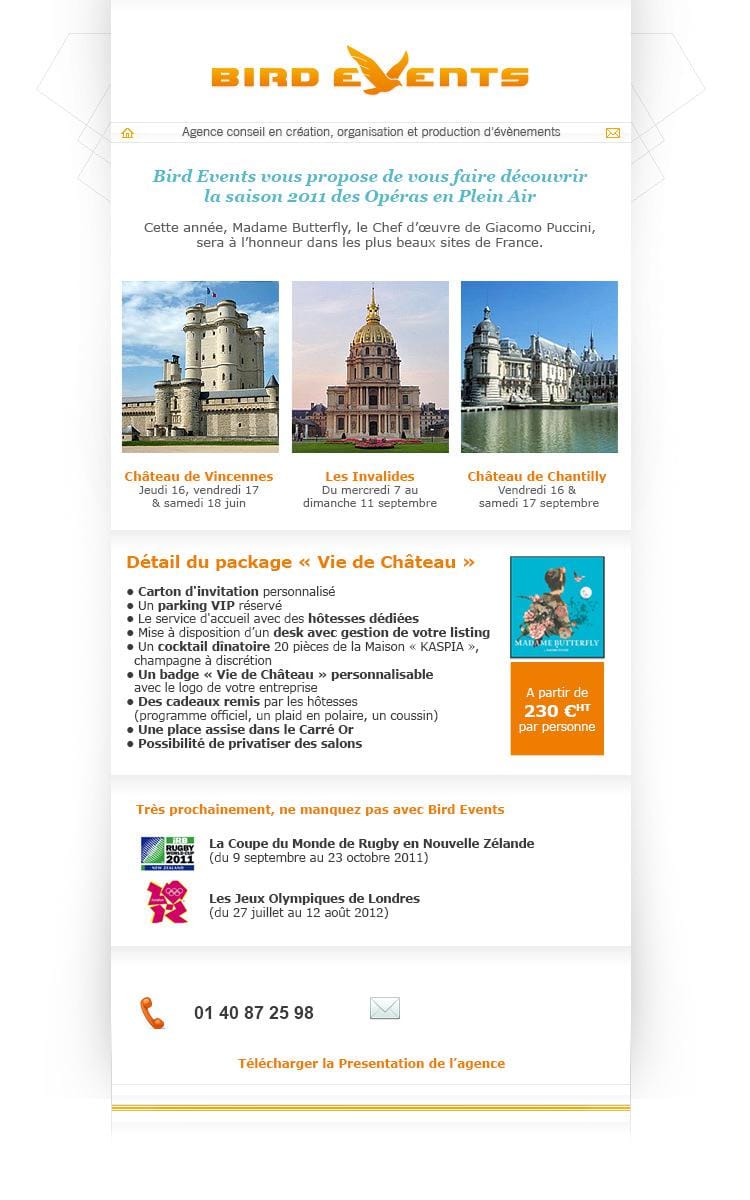 BIRD EVENTS
Agence conseil en création, organisation et production d'évènements
Bird Events vous propose de vous faire découvrir
la saison 2011 des Opéras en Plein Air
Cette année, Madame Butterfly, le Chef d’œuvre de Giacomo Puccini,
sera à l’honneur dans les plus beaux sites de France.
Château de Vincennes
Jeudi 16, vendredi 17
& samedi 18 juin
Les Invalides
Du mercredi 7 au
dimanche 11 septembre
Château de Chantilly
Vendredi 16 &
samedi 17 septembre
Détail du package « Vie de Château »
● Carton d'invitation personnalisé
● Un parking VIP réservé
● Le service d'accueil avec des hôtesses dédiées
● Mise à disposition d’un desk avec gestion de votre listing
● Un cocktail dînatoire 20 pièces de la Maison « KASPIA »,
champagne à discrétion
● Un badge « Vie de Château » personnalisable
avec le logo de votre entreprise
● Des cadeaux remis par les hôtesses
(programme officiel, un plaid en polaire, un coussin)
● Une place assise dans le Carré Or
● Possibilité de privatiser des salons
MADAME BUTTERFLY
A partir de
230 €HT
par personne
Très prochainement, ne manquez pas avec Bird Events
iRB
RUGBY
WORLD CUP
2011
NEW ZEALAND
La Coupe du Monde de Rugby en Nouvelle Zélande
(du 9 septembre au 23 octobre 2011)
Les Jeux Olympiques de Londres
(du 27 juillet au 12 août 2012)
01 40 87 25 98
Télécharger la Presentation de l’agence